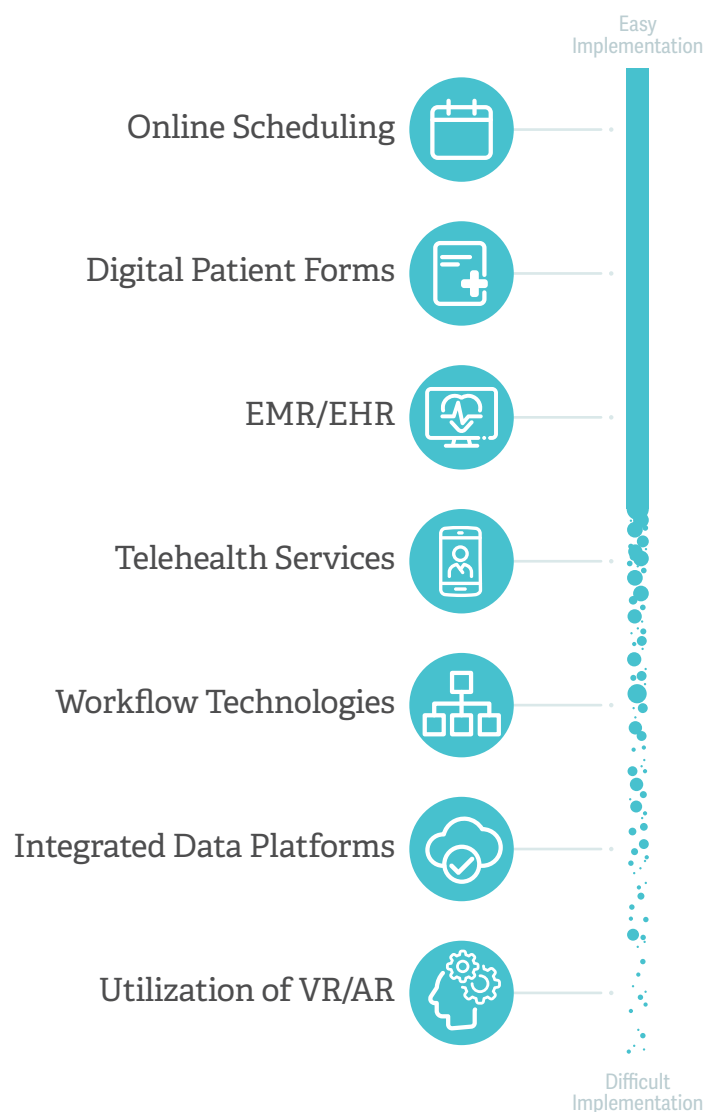 Easy
Implementation
Online Scheduling
Digital Patient Forms
EMR/EHR
Telehealth Services
Workflow Technologies
Integrated Data Platforms
Utilization of VR/AR
Difficult
Implementation